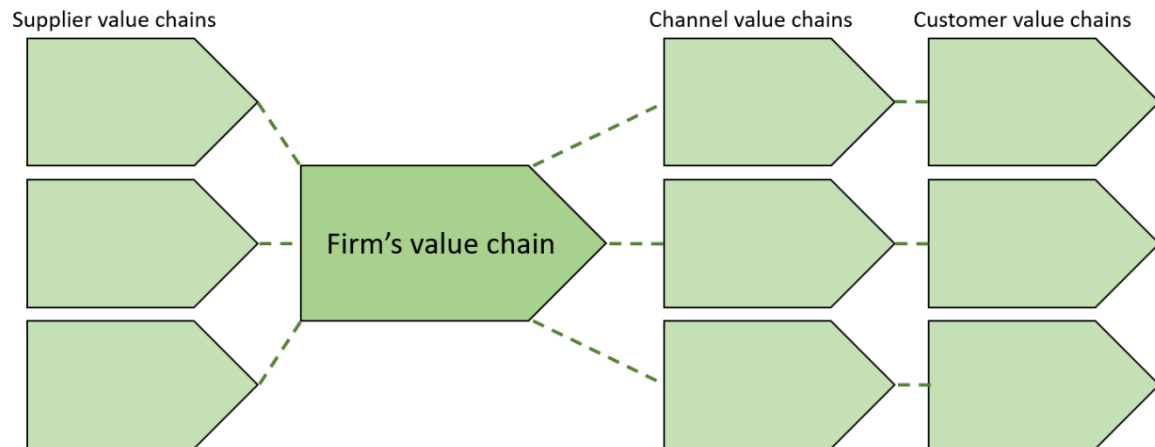 Supplier value chains
Channel value chains
Customer value chains
Firm’s value chain